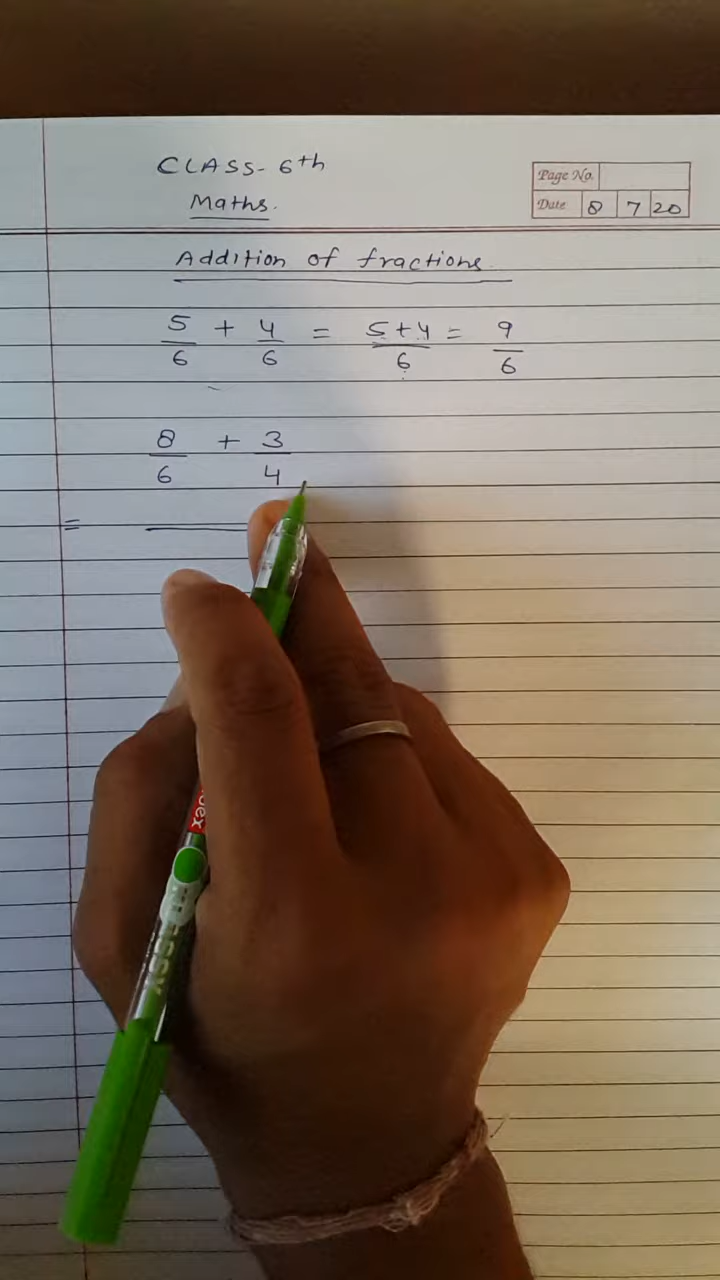 CLASS- 6th
Maths.
Page No.
Date 8 7 20
Addition of fractions.
5/6 + 4/6 = 5+4/6 = 9/6
8/6 + 3/4
=